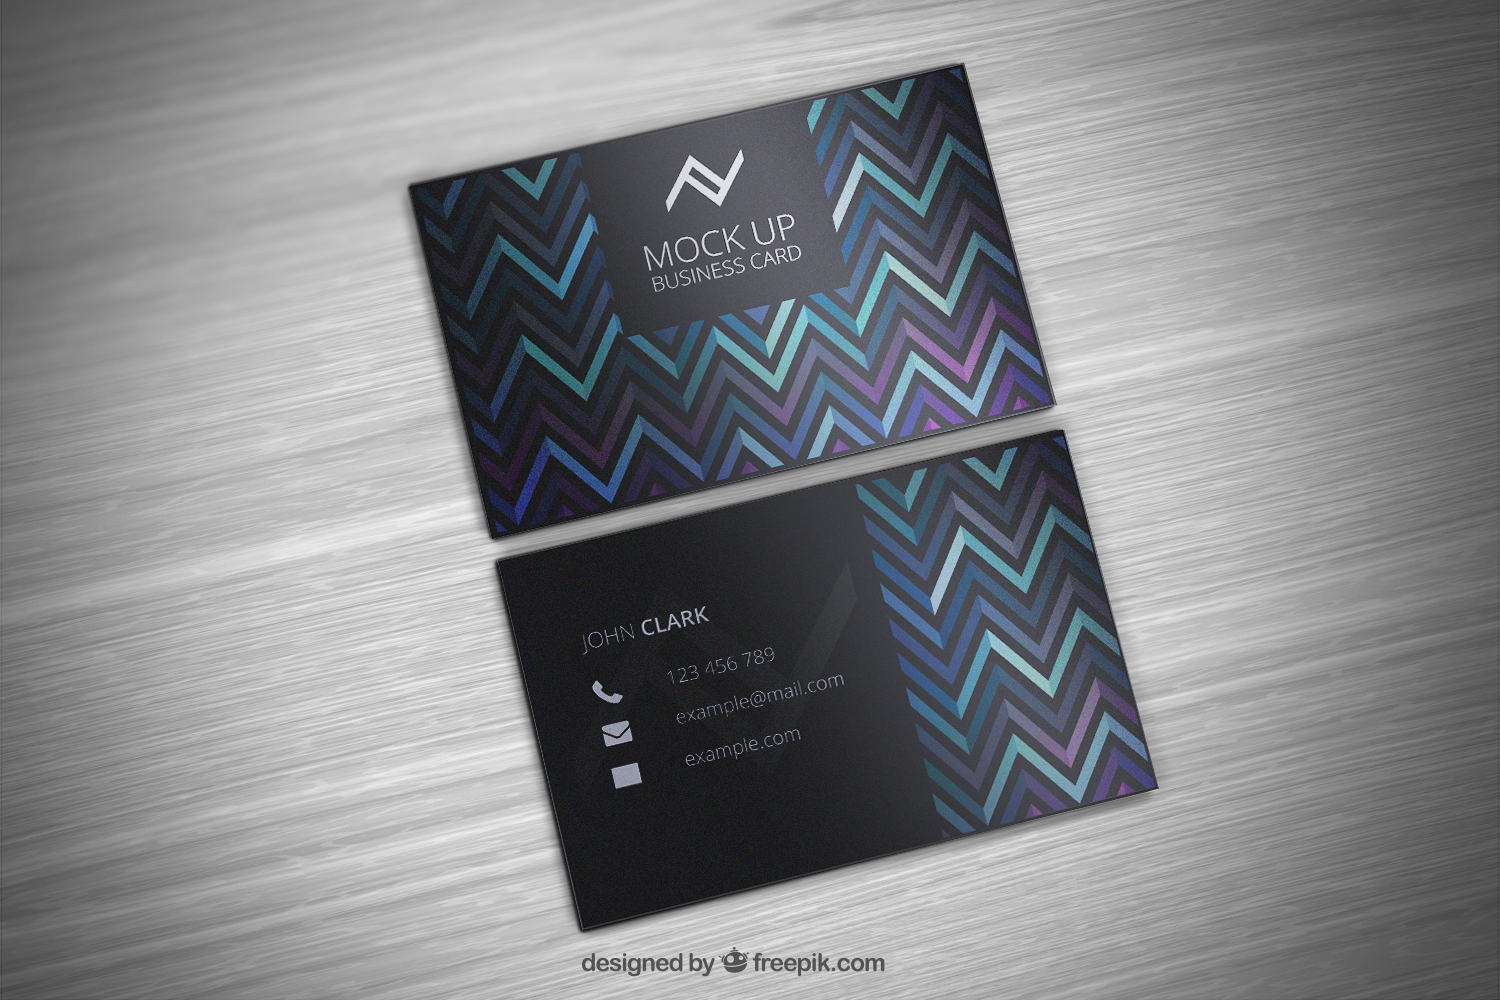 MOCK UP
BUSINESS CARD
JOHN CLARK
123 456 789
example@mail.com
example.com
designed by freepik.com